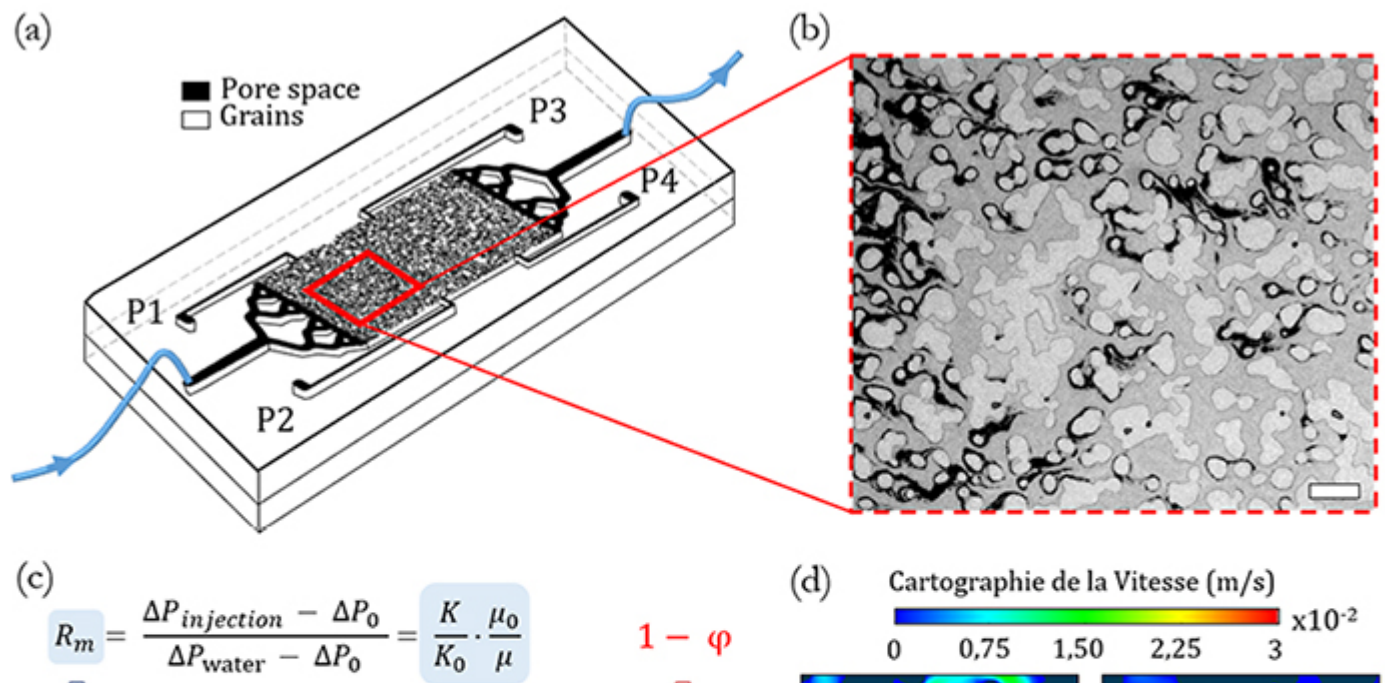 (a)
Pore space
Grains
P3
P4
P1
P2
(b)
(c)
R_m = (ΔP_injection − ΔP_0) / (ΔP_water − ΔP_0) = K/K_0 · μ_0/μ
1 − φ
(d)
Cartographie de la Vitesse (m/s)
x10^-2
0 0,75 1,50 2,25 3